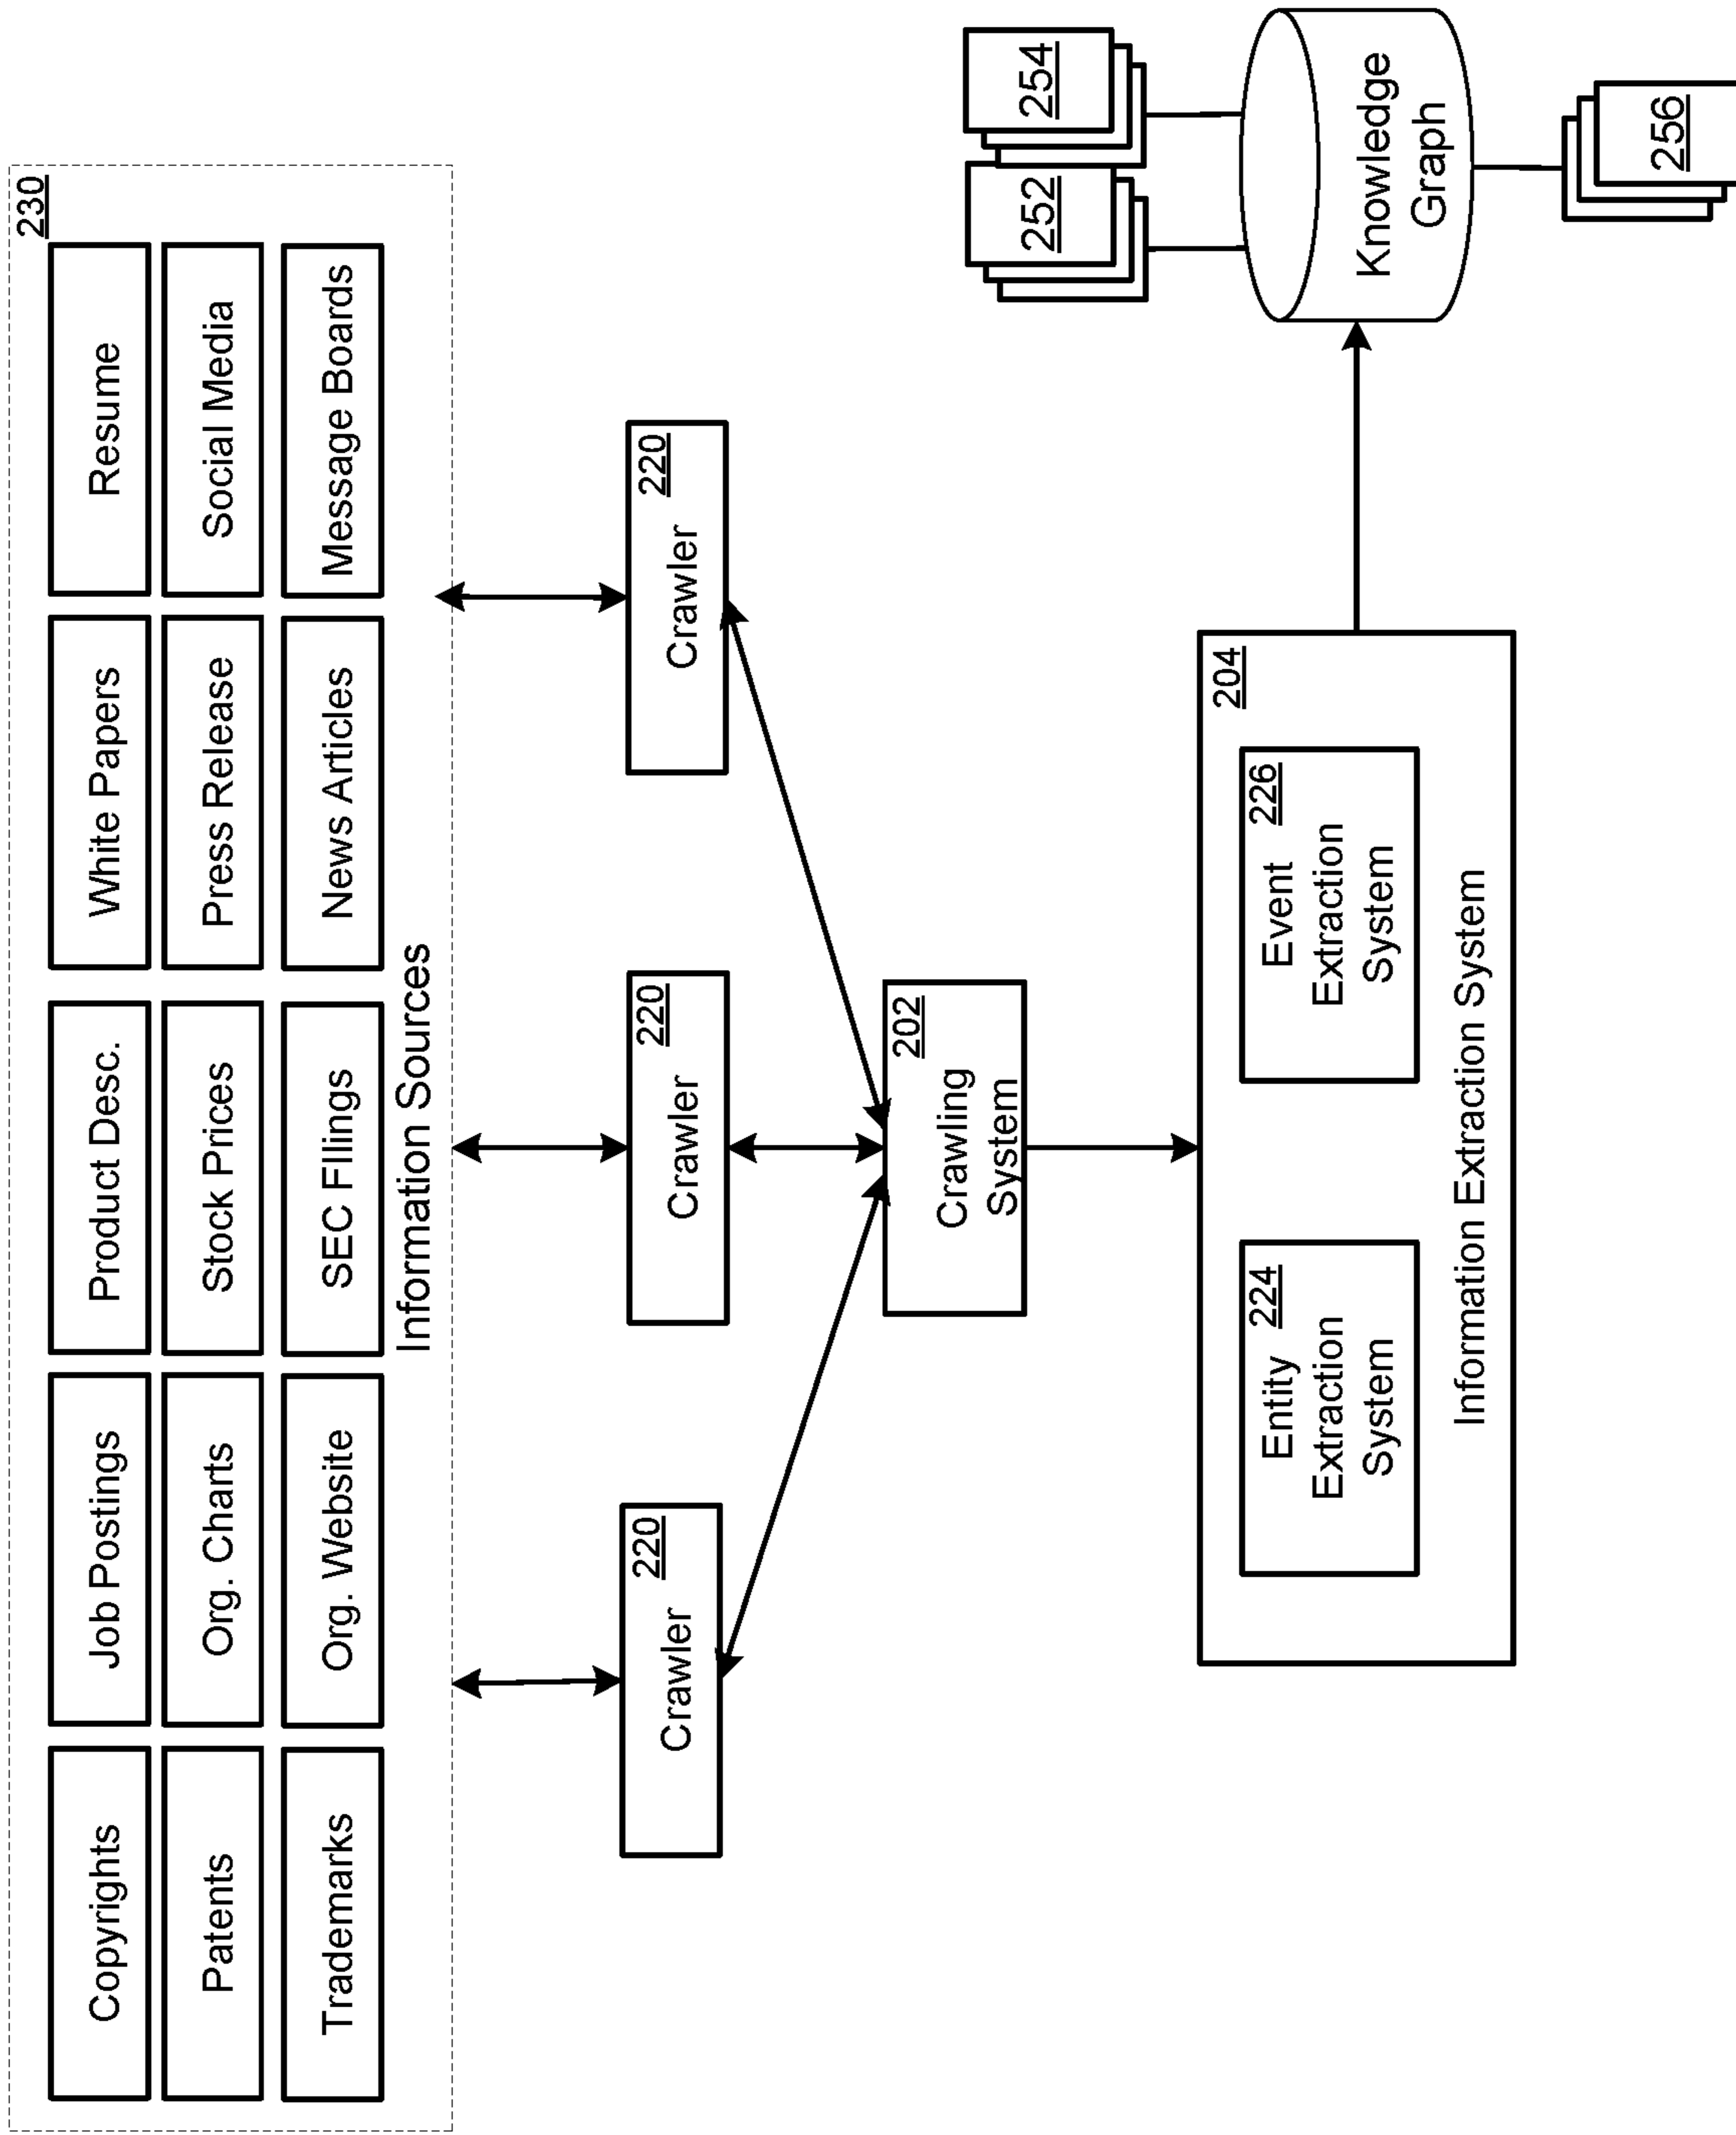 230
Copyrights
Job Postings
Product Desc.
White Papers
Resume
Patents
Org. Charts
Stock Prices
Press Release
Social Media
Trademarks
Org. Website
SEC FIlings
News Articles
Message Boards
Information Sources
220
Crawler
220
Crawler
220
Crawler
202
Crawling
System
204
Entity 224
Extraction
System
Event 226
Extraction
System
Information Extraction System
252
254
Knowledge
Graph
256